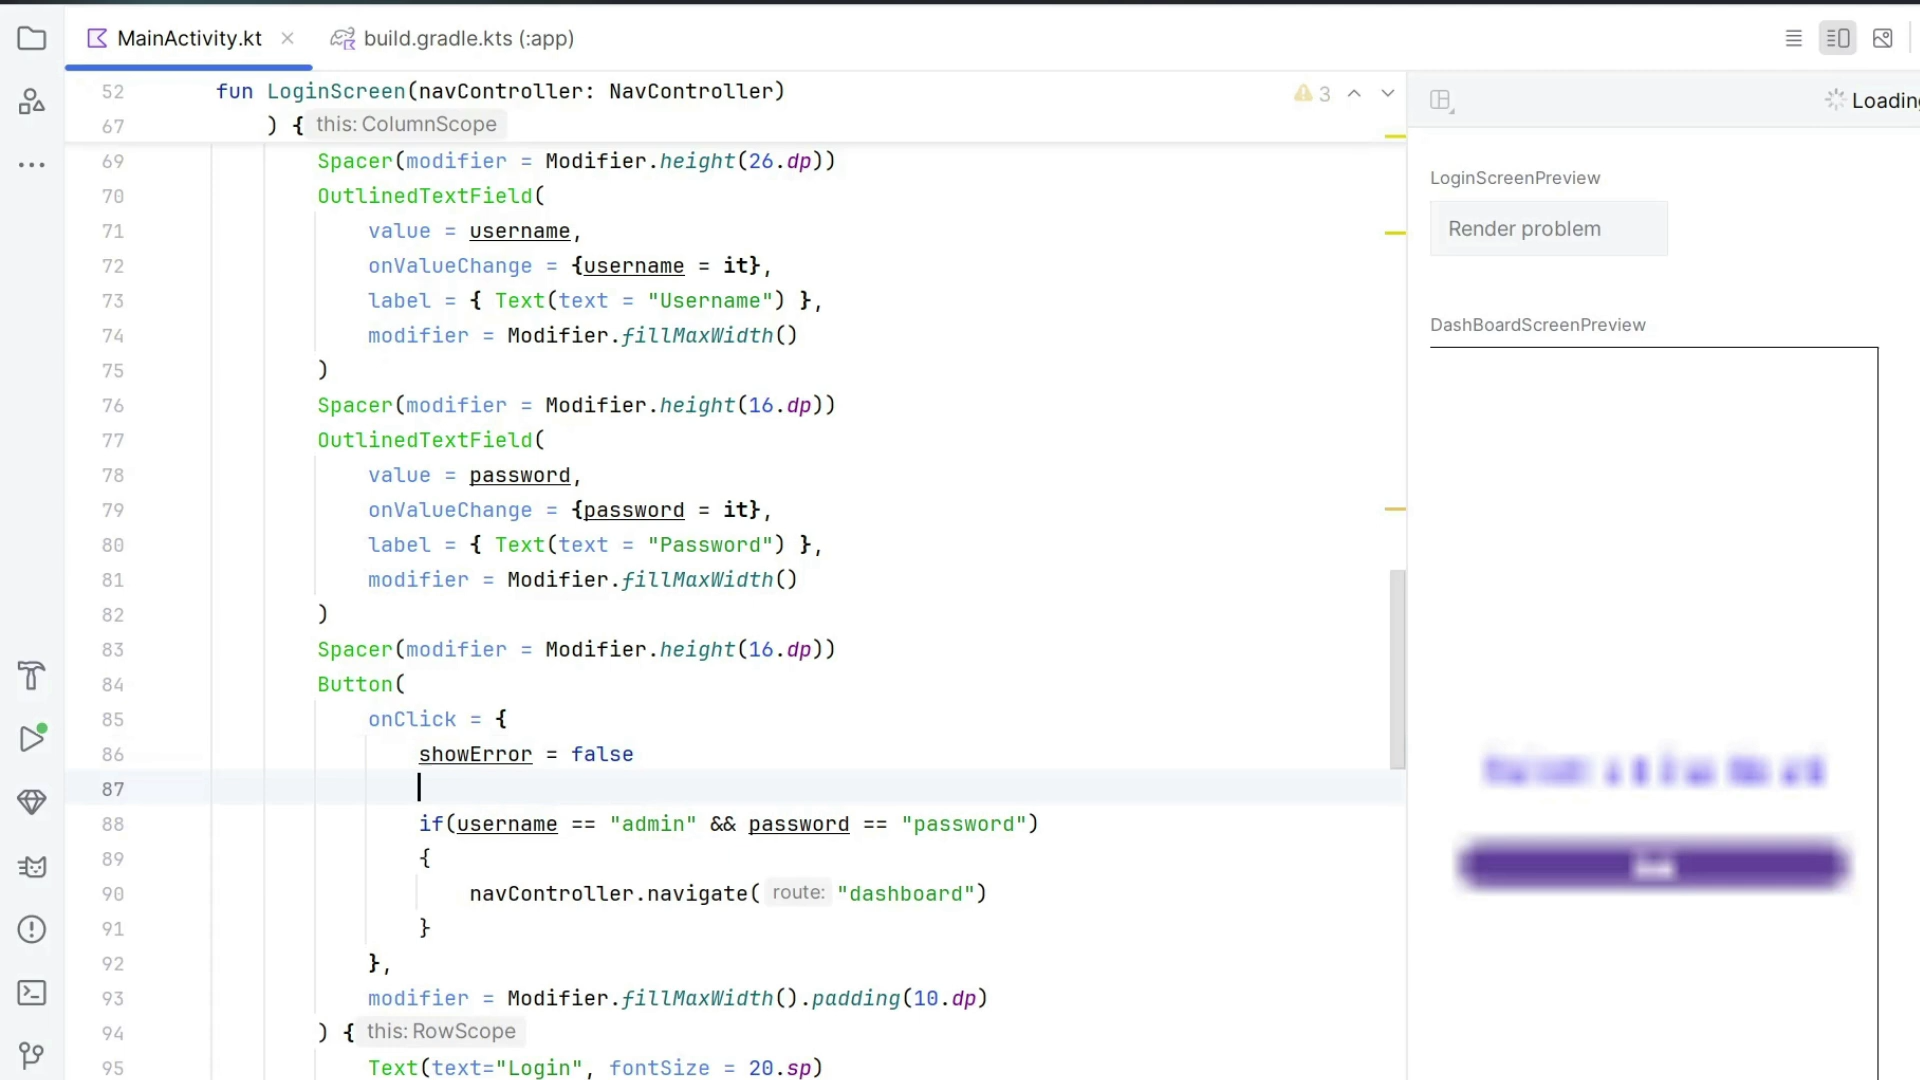 MainActivity.kt
build.gradle.kts (:app)
52 fun LoginScreen(navController: NavController)
3
67 ) { this: ColumnScope
69 Spacer(modifier = Modifier.height(26.dp))
70 OutlinedTextField(
71 value = username,
72 onValueChange = {username = it},
73 label = { Text(text = "Username") },
74 modifier = Modifier.fillMaxWidth()
75 )
76 Spacer(modifier = Modifier.height(16.dp))
77 OutlinedTextField(
78 value = password,
79 onValueChange = {password = it},
80 label = { Text(text = "Password") },
81 modifier = Modifier.fillMaxWidth()
82 )
83 Spacer(modifier = Modifier.height(16.dp))
84 Button(
85 onClick = {
86 showError = false
87
88 if(username == "admin" && password == "password")
89 {
90 navController.navigate( route: "dashboard")
91 }
92 },
93 modifier = Modifier.fillMaxWidth().padding(10.dp)
94 ) { this: RowScope
95 Text(text="Login", fontSize = 20.sp)
Loading
LoginScreenPreview
Render problem
DashBoardScreenPreview